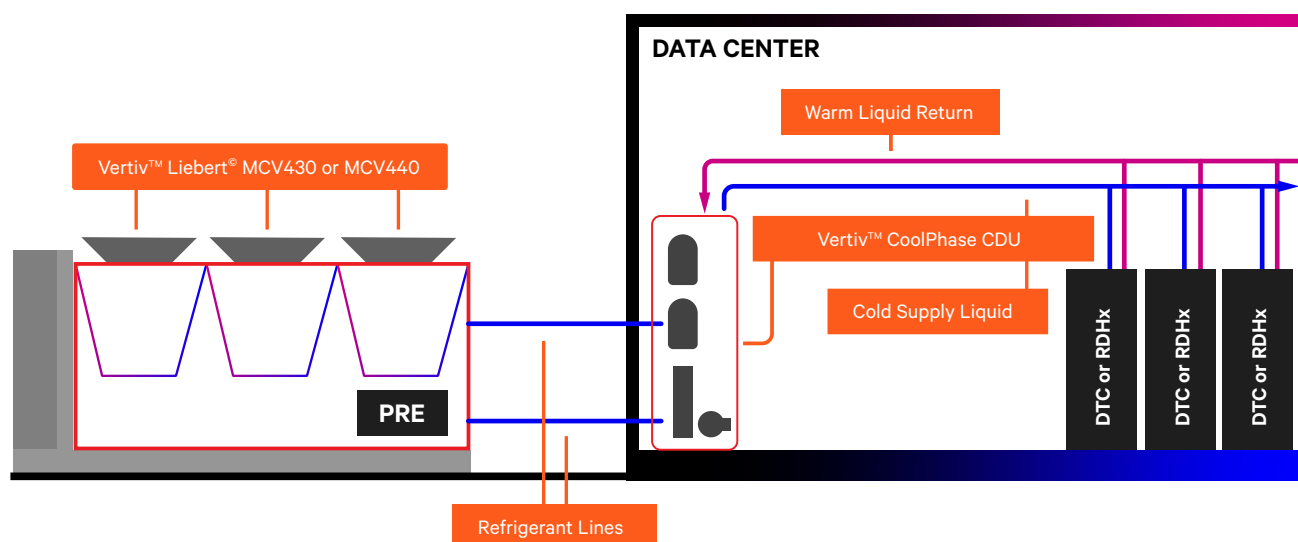 DATA CENTER
Warm Liquid Return
Vertiv™ Liebert© MCV430 or MCV440
Vertiv™ CoolPhase CDU
Cold Supply Liquid
DTC or RDHx
DTC or RDHx
DTC or RDHx
PRE
Refrigerant Lines